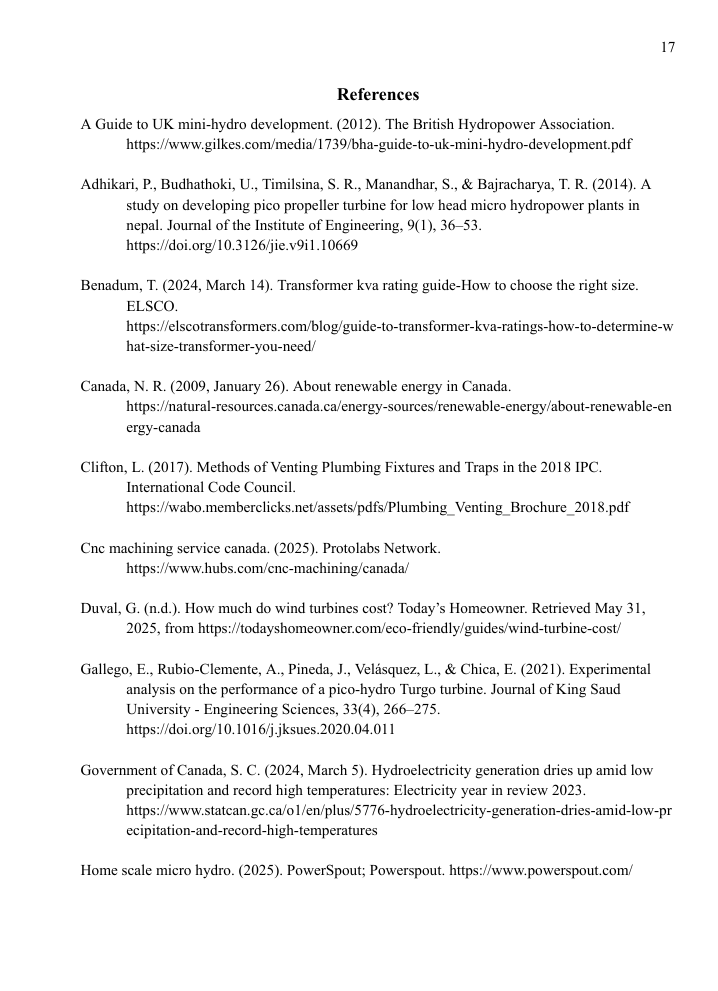 17
References
A Guide to UK mini-hydro development. (2012). The British Hydropower Association.
https://www.gilkes.com/media/1739/bha-guide-to-uk-mini-hydro-development.pdf
Adhikari, P., Budhathoki, U., Timilsina, S. R., Manandhar, S., & Bajracharya, T. R. (2014). A
study on developing pico propeller turbine for low head micro hydropower plants in
nepal. Journal of the Institute of Engineering, 9(1), 36–53.
https://doi.org/10.3126/jie.v9i1.10669
Benadum, T. (2024, March 14). Transformer kva rating guide-How to choose the right size.
ELSCO.
https://elscotransformers.com/blog/guide-to-transformer-kva-ratings-how-to-determine-w
hat-size-transformer-you-need/
Canada, N. R. (2009, January 26). About renewable energy in Canada.
https://natural-resources.canada.ca/energy-sources/renewable-energy/about-renewable-en
ergy-canada
Clifton, L. (2017). Methods of Venting Plumbing Fixtures and Traps in the 2018 IPC.
International Code Council.
https://wabo.memberclicks.net/assets/pdfs/Plumbing_Venting_Brochure_2018.pdf
Cnc machining service canada. (2025). Protolabs Network.
https://www.hubs.com/cnc-machining/canada/
Duval, G. (n.d.). How much do wind turbines cost? Today’s Homeowner. Retrieved May 31,
2025, from https://todayshomeowner.com/eco-friendly/guides/wind-turbine-cost/
Gallego, E., Rubio-Clemente, A., Pineda, J., Velásquez, L., & Chica, E. (2021). Experimental
analysis on the performance of a pico-hydro Turgo turbine. Journal of King Saud
University - Engineering Sciences, 33(4), 266–275.
https://doi.org/10.1016/j.jksues.2020.04.011
Government of Canada, S. C. (2024, March 5). Hydroelectricity generation dries up amid low
precipitation and record high temperatures: Electricity year in review 2023.
https://www.statcan.gc.ca/o1/en/plus/5776-hydroelectricity-generation-dries-amid-low-pr
ecipitation-and-record-high-temperatures
Home scale micro hydro. (2025). PowerSpout; Powerspout. https://www.powerspout.com/